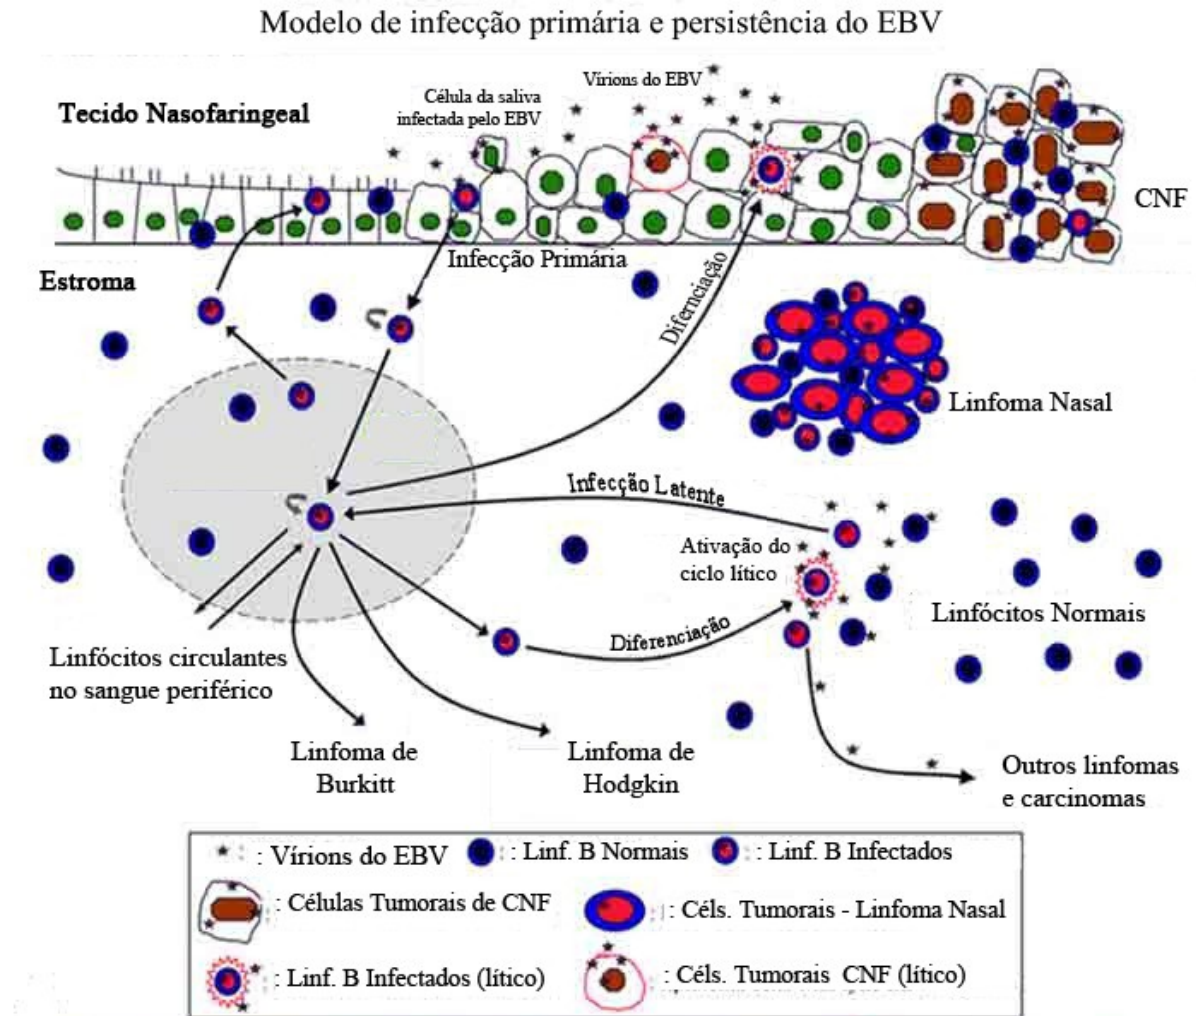 Modelo de infecção primária e persistência do EBV
Vírions do EBV
Célula da saliva
infectada pelo EBV
Tecido Nasofaringeal
CNF
Infecção Primária
Estroma
Difernciação
Linfoma Nasal
Infecção Latente
Ativação do
ciclo lítico
Linfócitos Normais
Diferenciação
Linfócitos circulantes
no sangue periférico
Linfoma de
Burkitt
Linfoma de
Hodgkin
Outros linfomas
e carcinomas
: Vírions do EBV : Linf. B Normais : Linf. B Infectados
: Células Tumorais de CNF : Céls. Tumorais - Linfoma Nasal
: Linf. B Infectados (lítico) : Céls. Tumorais CNF (lítico)